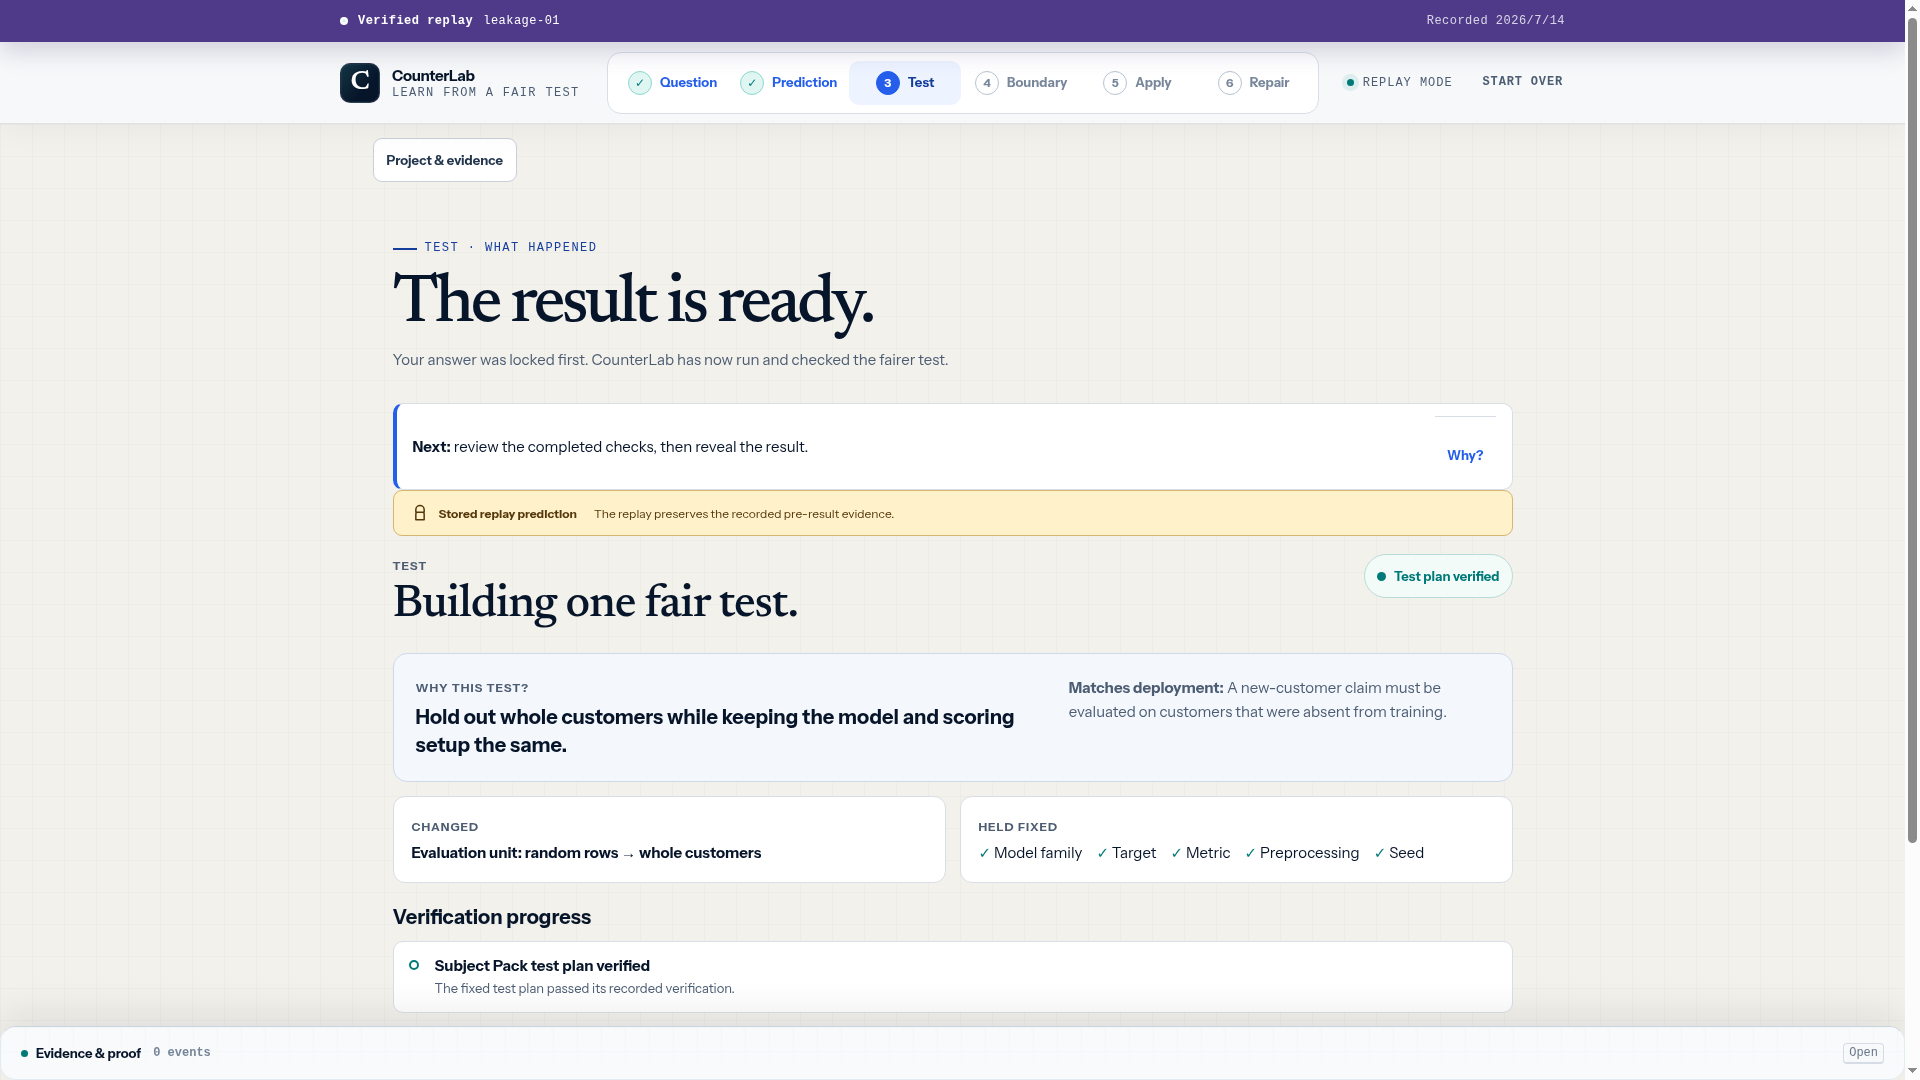 Verified replay leakage-01
Recorded 2026/7/14
C
CounterLab
LEARN FROM A FAIR TEST
✓ Question
✓ Prediction
3 Test
4 Boundary
5 Apply
6 Repair
REPLAY MODE
START OVER
Project & evidence
TEST · WHAT HAPPENED
The result is ready.
Your answer was locked first. CounterLab has now run and checked the fairer test.
Next: review the completed checks, then reveal the result.
Why?
Stored replay prediction The replay preserves the recorded pre-result evidence.
TEST
Building one fair test.
Test plan verified
WHY THIS TEST?
Hold out whole customers while keeping the model and scoring
setup the same.
Matches deployment: A new-customer claim must be
evaluated on customers that were absent from training.
CHANGED
Evaluation unit: random rows → whole customers
HELD FIXED
✓ Model family ✓ Target ✓ Metric ✓ Preprocessing ✓ Seed
Verification progress
Subject Pack test plan verified
The fixed test plan passed its recorded verification.
Evidence & proof 0 events
Open